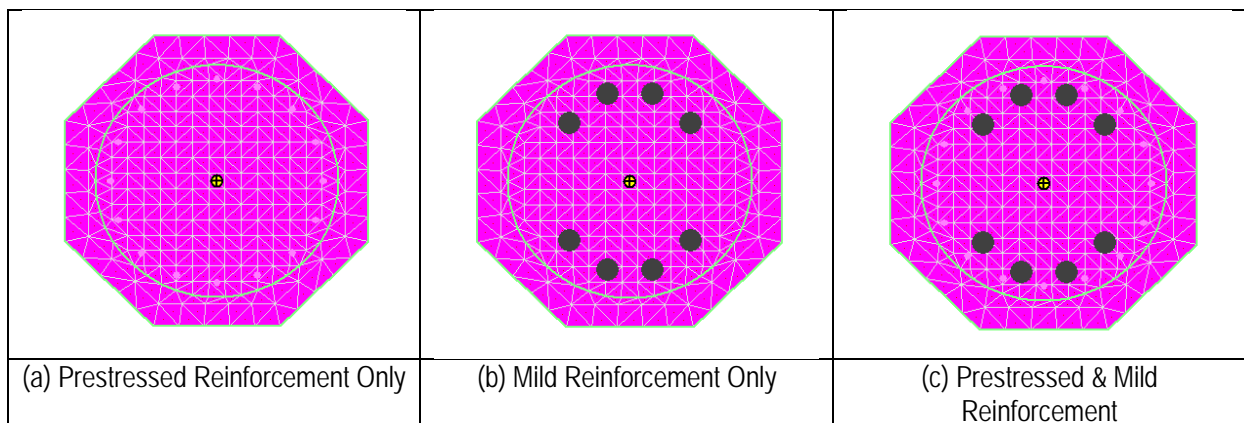 (a) Prestressed Reinforcement Only
(b) Mild Reinforcement Only
(c) Prestressed & Mild
Reinforcement